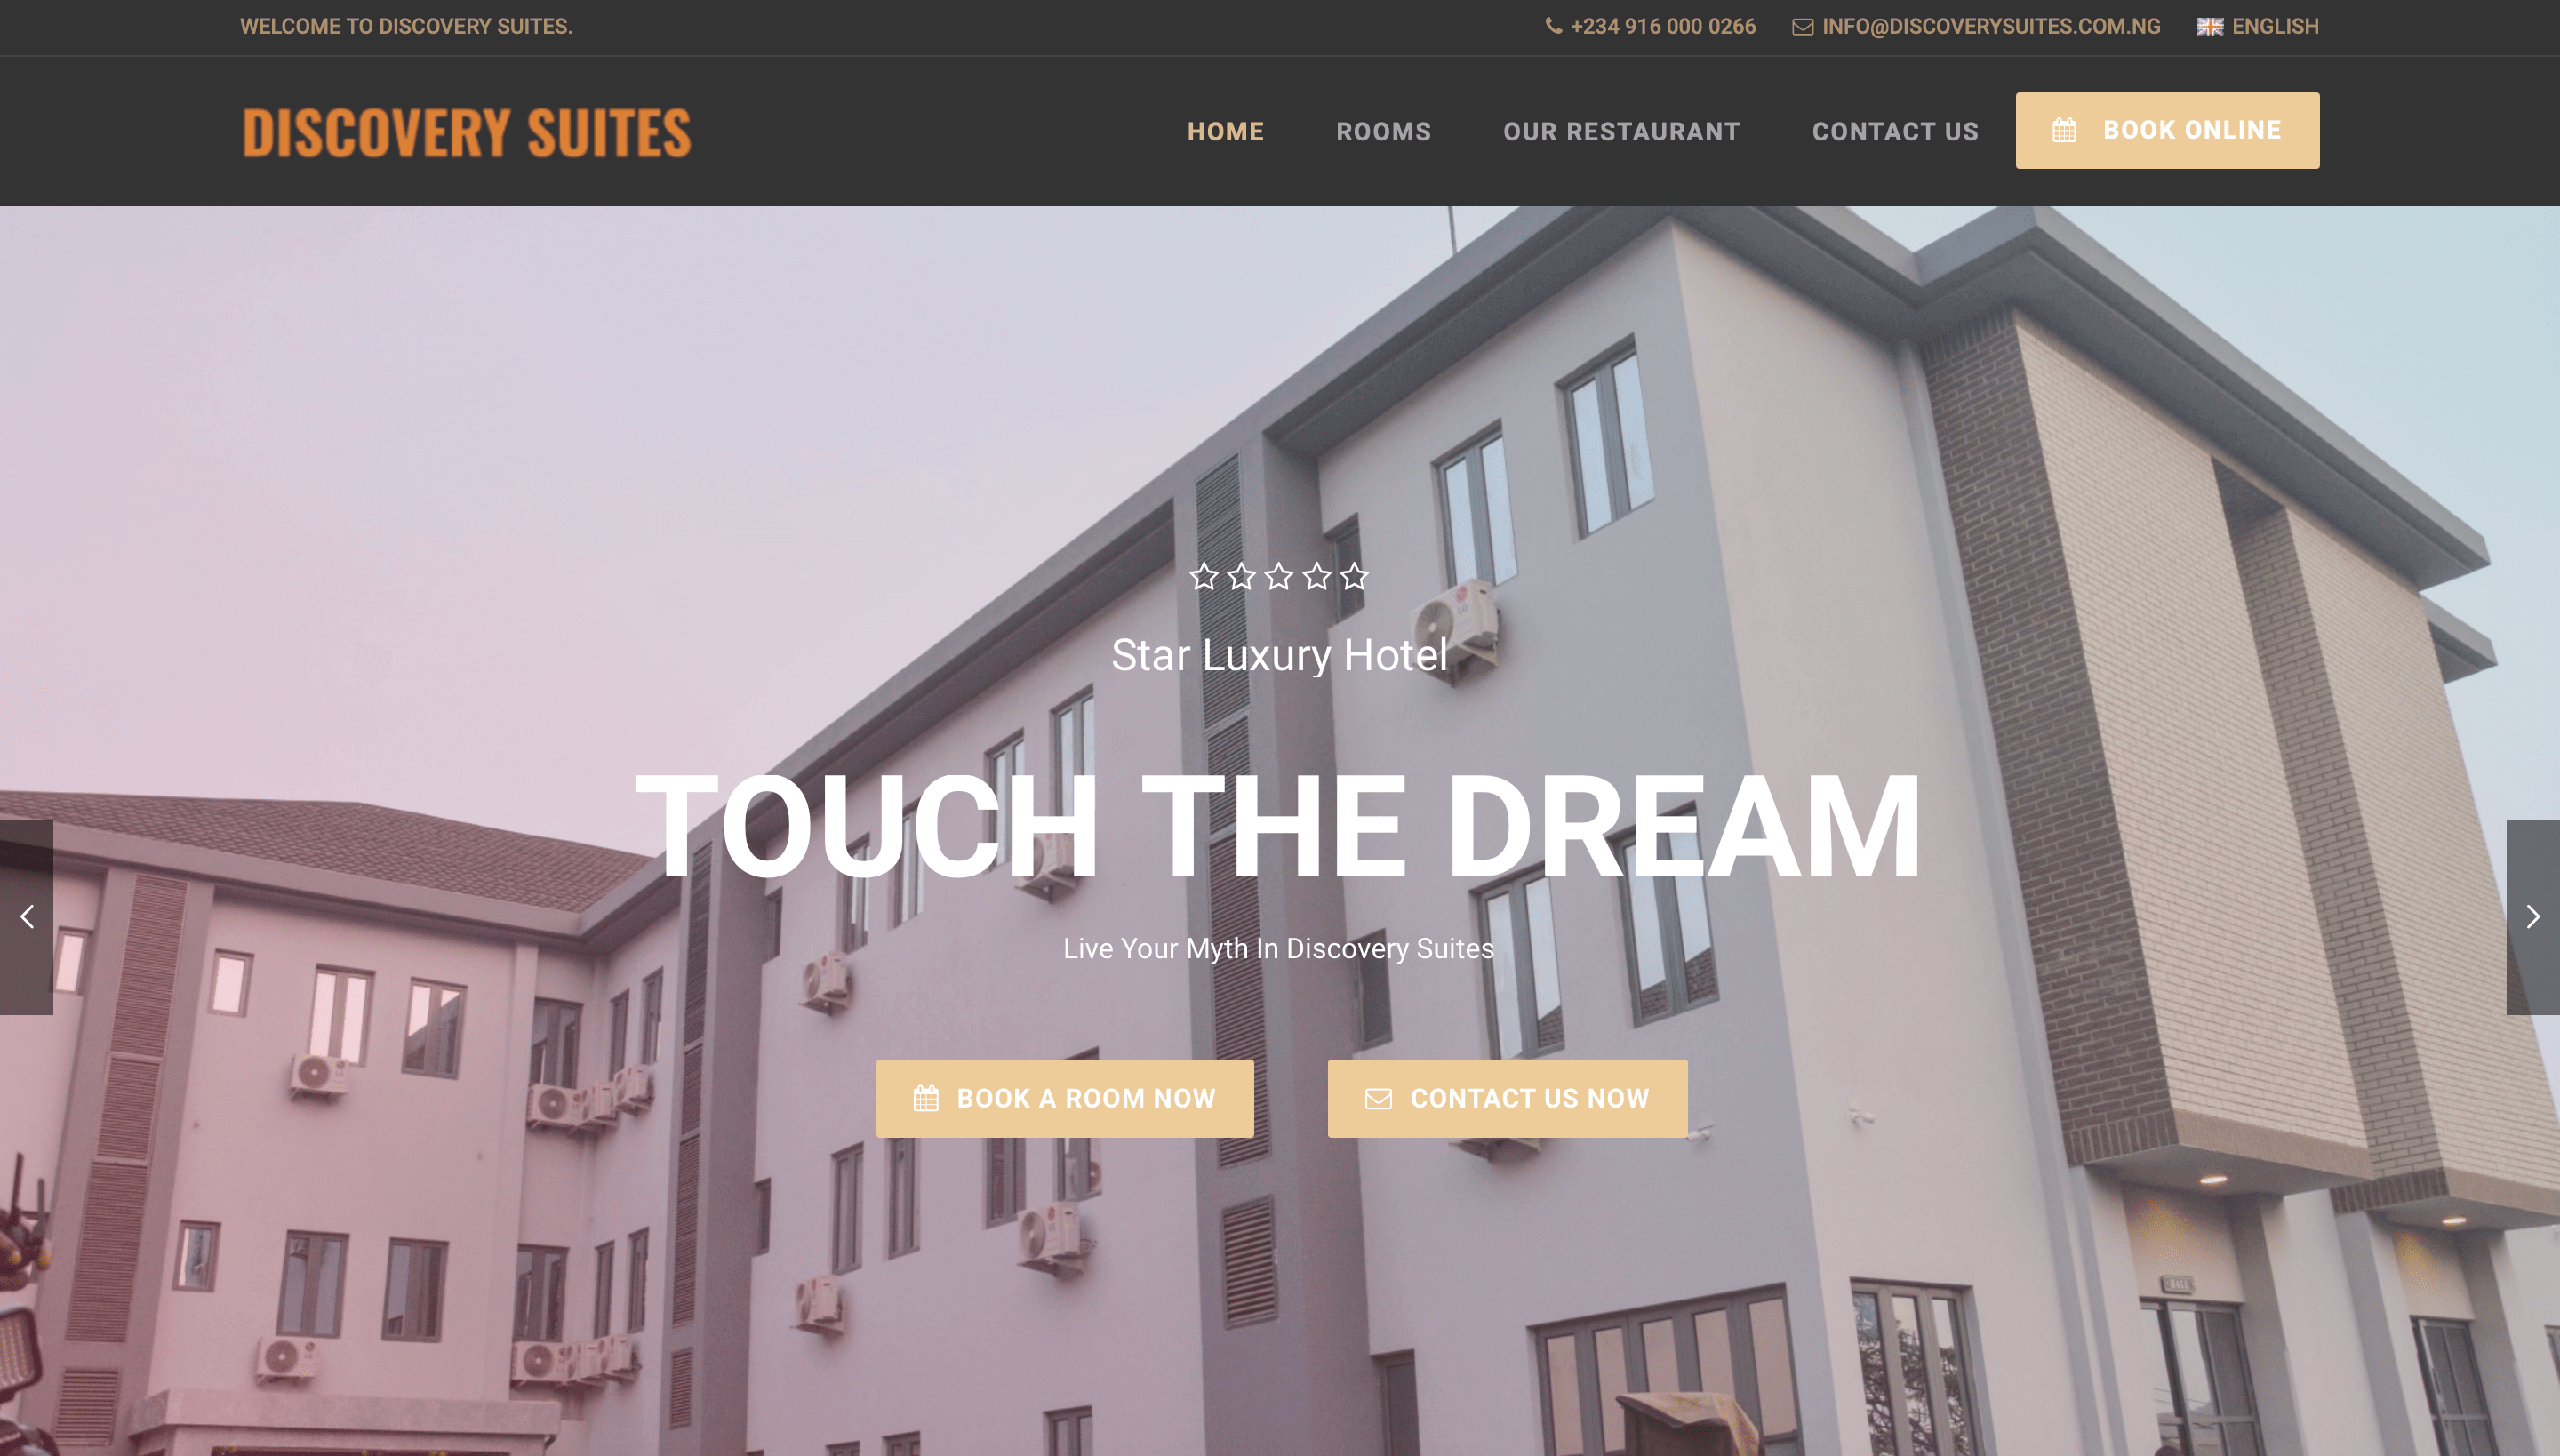 WELCOME TO DISCOVERY SUITES.
+234 916 000 0266
INFO@DISCOVERYSUITES.COM.NG
ENGLISH
DISCOVERY SUITES
HOME
ROOMS
OUR RESTAURANT
CONTACT US
BOOK ONLINE
Star Luxury Hotel
LG
TOUCH THE DREAM
Live Your Myth In Discovery Suites
BOOK A ROOM NOW
CONTACT US NOW